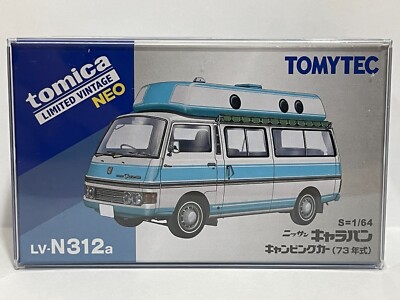 tomica
LIMITED VINTAGE
NEO
TOMYTEC
S=1/64
LV-N312a
ニッサン キャラバン
キャンピングカー(73年式)